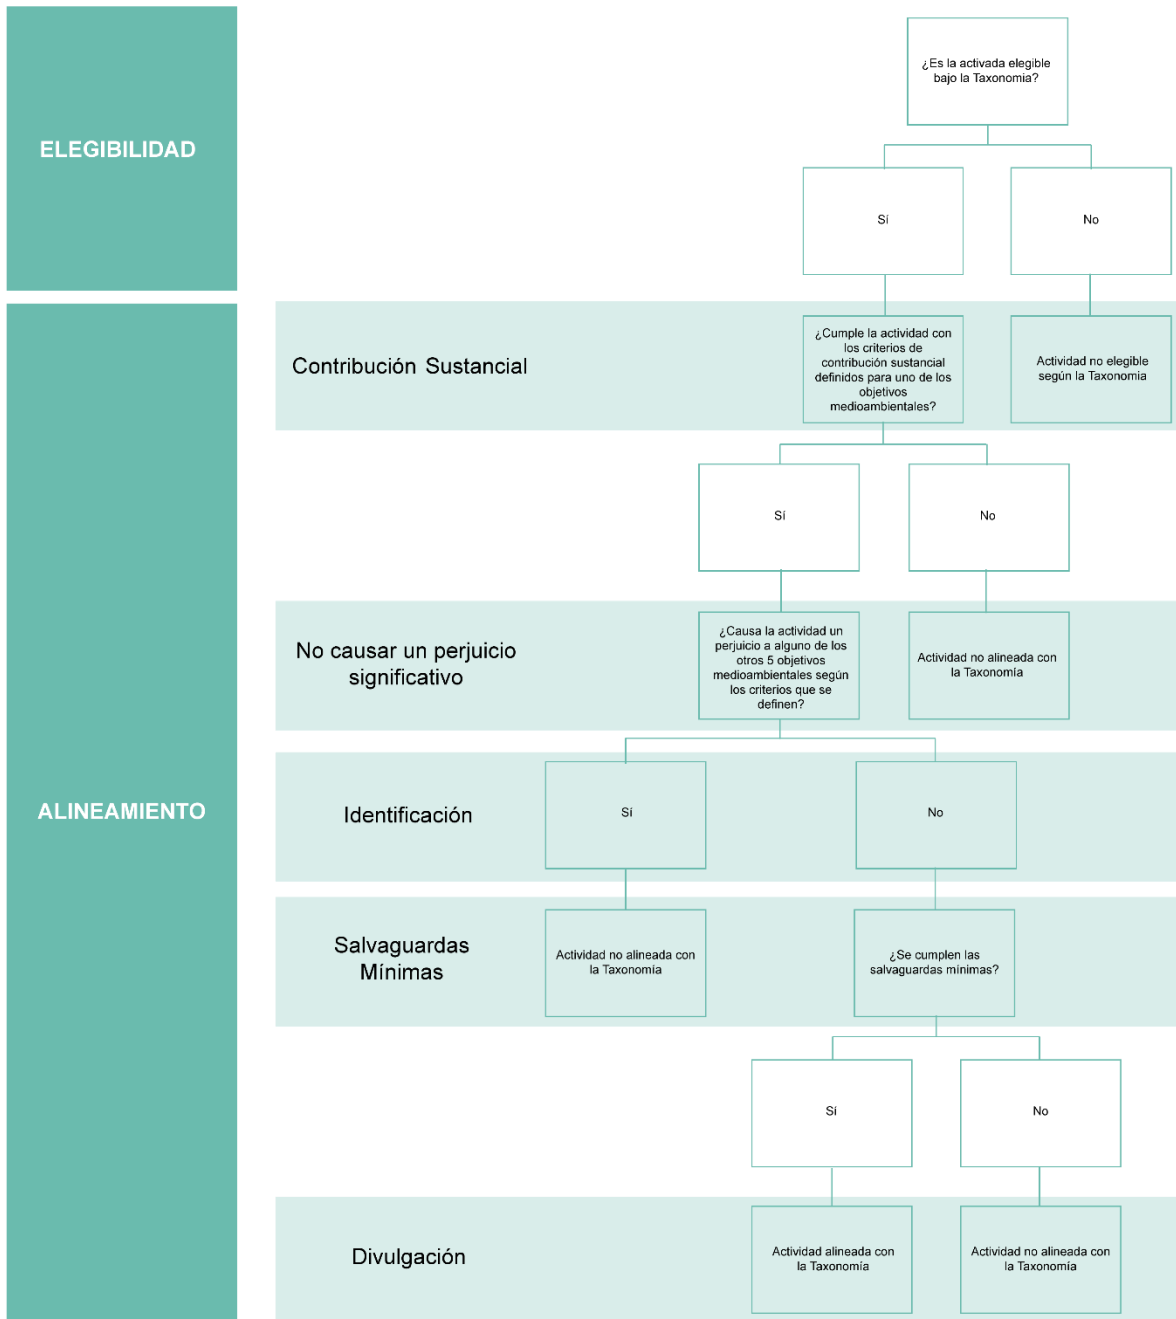 ¿Es la activada elegible
bajo la Taxonomia?
ELEGIBILIDAD
Sí
No
Contribución Sustancial
¿Cumple la actividad con
los criterios de
contribución sustancial
definidos para uno de los
objetivos
medioambientales?
Actividad no elegible
según la Taxonomia
Sí
No
No causar un perjuicio
significativo
¿Causa la actividad un
perjuicio a alguno de los
otros 5 objetivos
medioambientales según
los criterios que se
definen?
Actividad no alineada con
la Taxonomía
ALINEAMIENTO
Identificación
Sí
No
Salvaguardas
Mínimas
Actividad no alineada con
la Taxonomía
¿Se cumplen las
salvaguardas mínimas?
Sí
No
Divulgación
Actividad alineada con
la Taxonomía
Actividad no alineada con
la Taxonomía